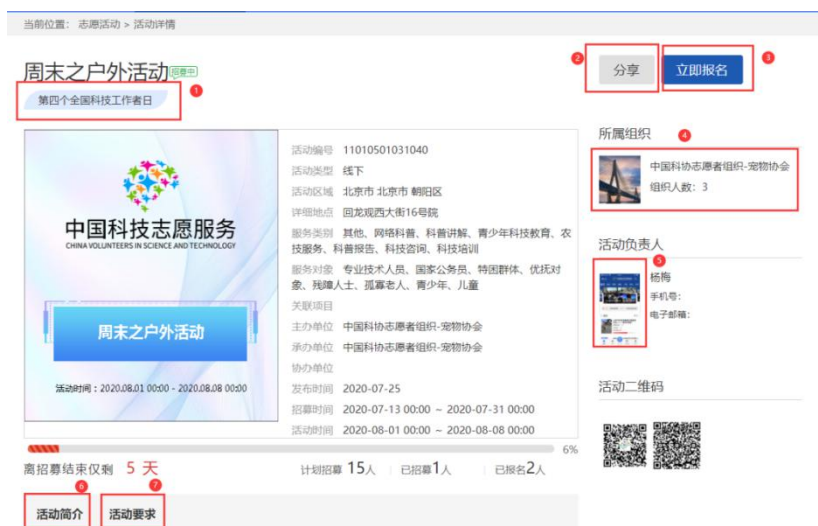 当前位置： 志愿活动 > 活动详情
周末之户外活动 招募中
第四个全国科技工作者日
1
中国科技志愿服务
CHINA VOLUNTEERS IN SCIENCE AND TECHNOLOGY
周末之户外活动
活动时间：2020.08.01 00:00 - 2020.08.08 00:00
活动编号 11010501031040
活动类型 线下
活动区域 北京市 北京市 朝阳区
详细地点 回龙观西大街16号院
服务类别 其他、网络科普、科普讲解、青少年科技教育、农
技服务、科普报告、科技咨询、科技培训
服务对象 专业技术人员、国家公务员、特困群体、优抚对
象、残障人士、孤寡老人、青少年、儿童
关联项目
主办单位 中国科协志愿者组织-宠物协会
承办单位 中国科协志愿者组织-宠物协会
协办单位
发布时间 2020-07-25
招募时间 2020-07-13 00:00 ~ 2020-07-31 00:00
活动时间 2020-08-01 00:00 ~ 2020-08-08 00:00
6%
离招募结束仅剩 5 天
计划招募 15人 已招募1人 已报名2人
6
7
活动简介 活动要求
2
分享
立即报名
3
所属组织
4
中国科协志愿者组织-宠物协会
组织人数：3
活动负责人
5
杨梅
手机号：
电子邮箱：
活动二维码